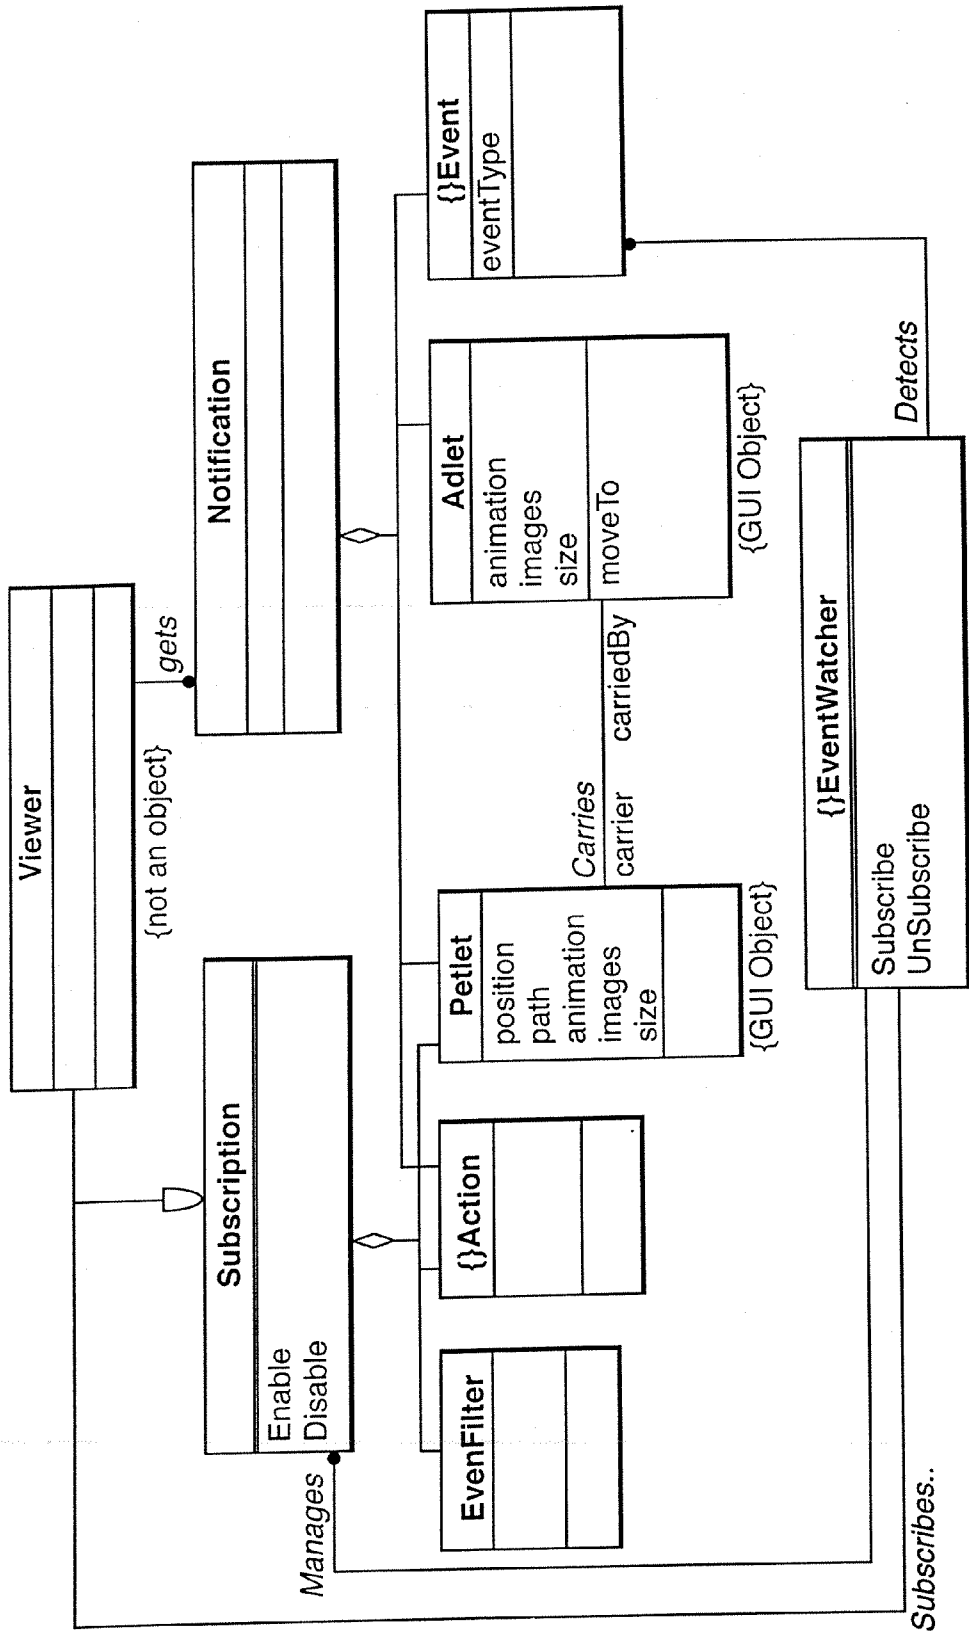 Viewer
{not an object}
gets
Notification
Subscription
Enable
Disable
Manages
EvenFilter
{}Action
Petlet
position
path
animation
images
size
{GUI Object}
Carries
carrier
carriedBy
Adlet
animation
images
size
moveTo
{GUI Object}
{}Event
eventType
Detects
{}EventWatcher
Subscribe
UnSubscribe
Subscribes..